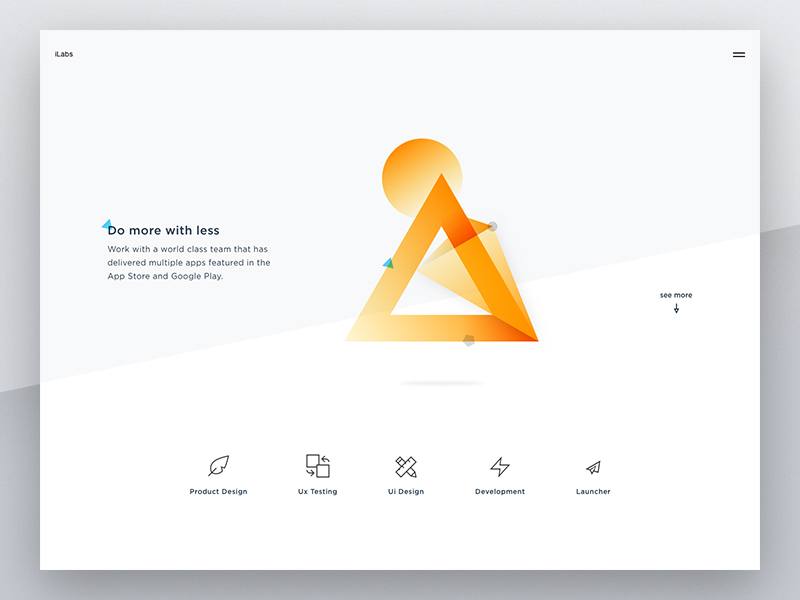 iLabs
Do more with less
Work with a world class team that has
delivered multiple apps featured in the
App Store and Google Play.
see more
Product Design
Ux Testing
Ui Design
Development
Launcher